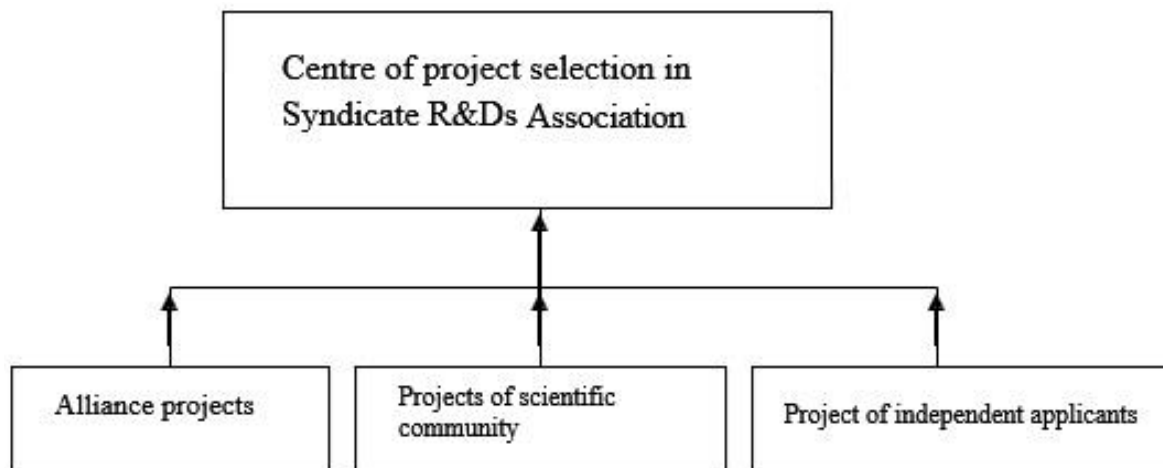 Centre of project selection in
Syndicate R&Ds Association
Alliance projects
Projects of scientific
community
Project of independent applicants